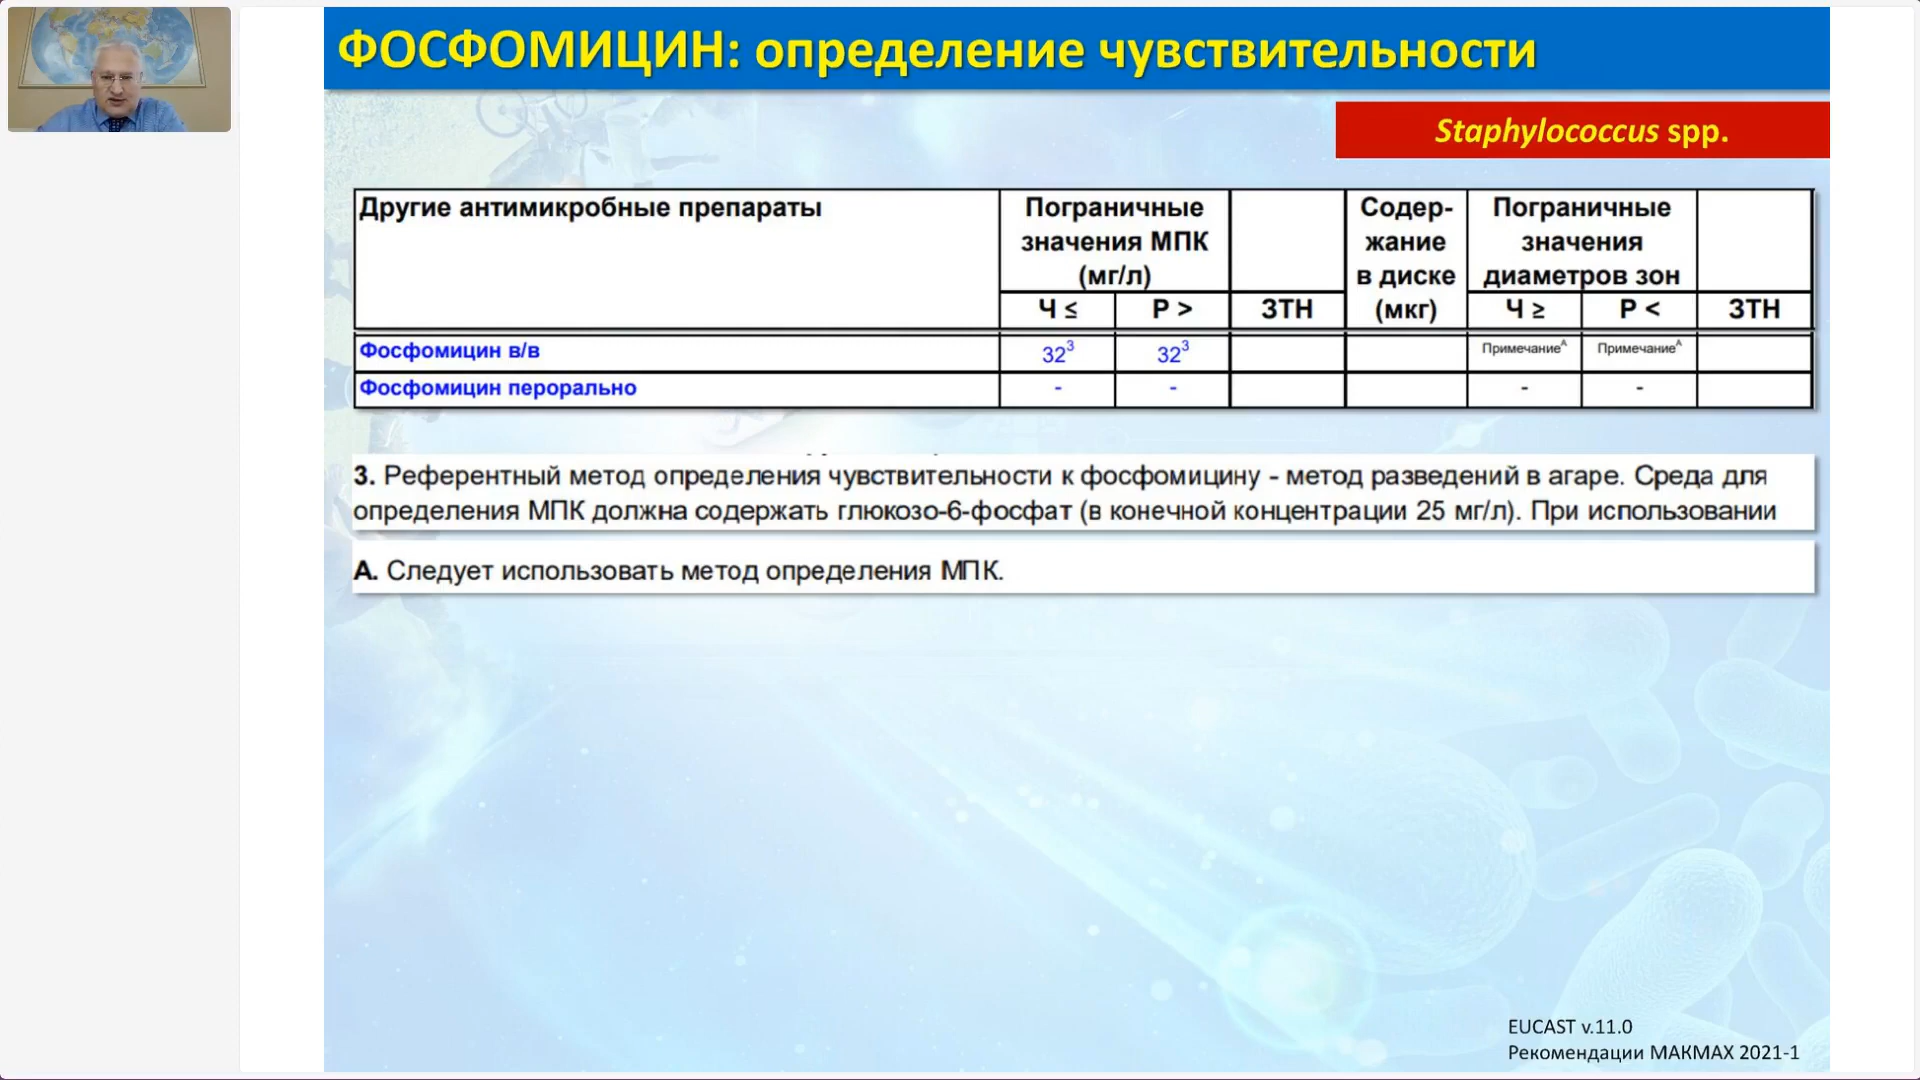 ФОСФОМИЦИН: определение чувствительности
Staphylococcus spp.
Другие антимикробные препараты
Пограничные значения МПК (мг/л)
Содер-жание в диске (мкг)
Пограничные значения диаметров зон
Ч ≤ Р > ЗТН Ч ≥ Р < ЗТН
Фосфомицин в/в 32³ 32³ Примечаниеᴬ Примечаниеᴬ
Фосфомицин перорально - - - -
3. Референтный метод определения чувствительности к фосфомицину - метод разведений в агаре. Среда для
определения МПК должна содержать глюкозо-6-фосфат (в конечной концентрации 25 мг/л). При использовании
A. Следует использовать метод определения МПК.
EUCAST v.11.0
Рекомендации МАКМАХ 2021-1